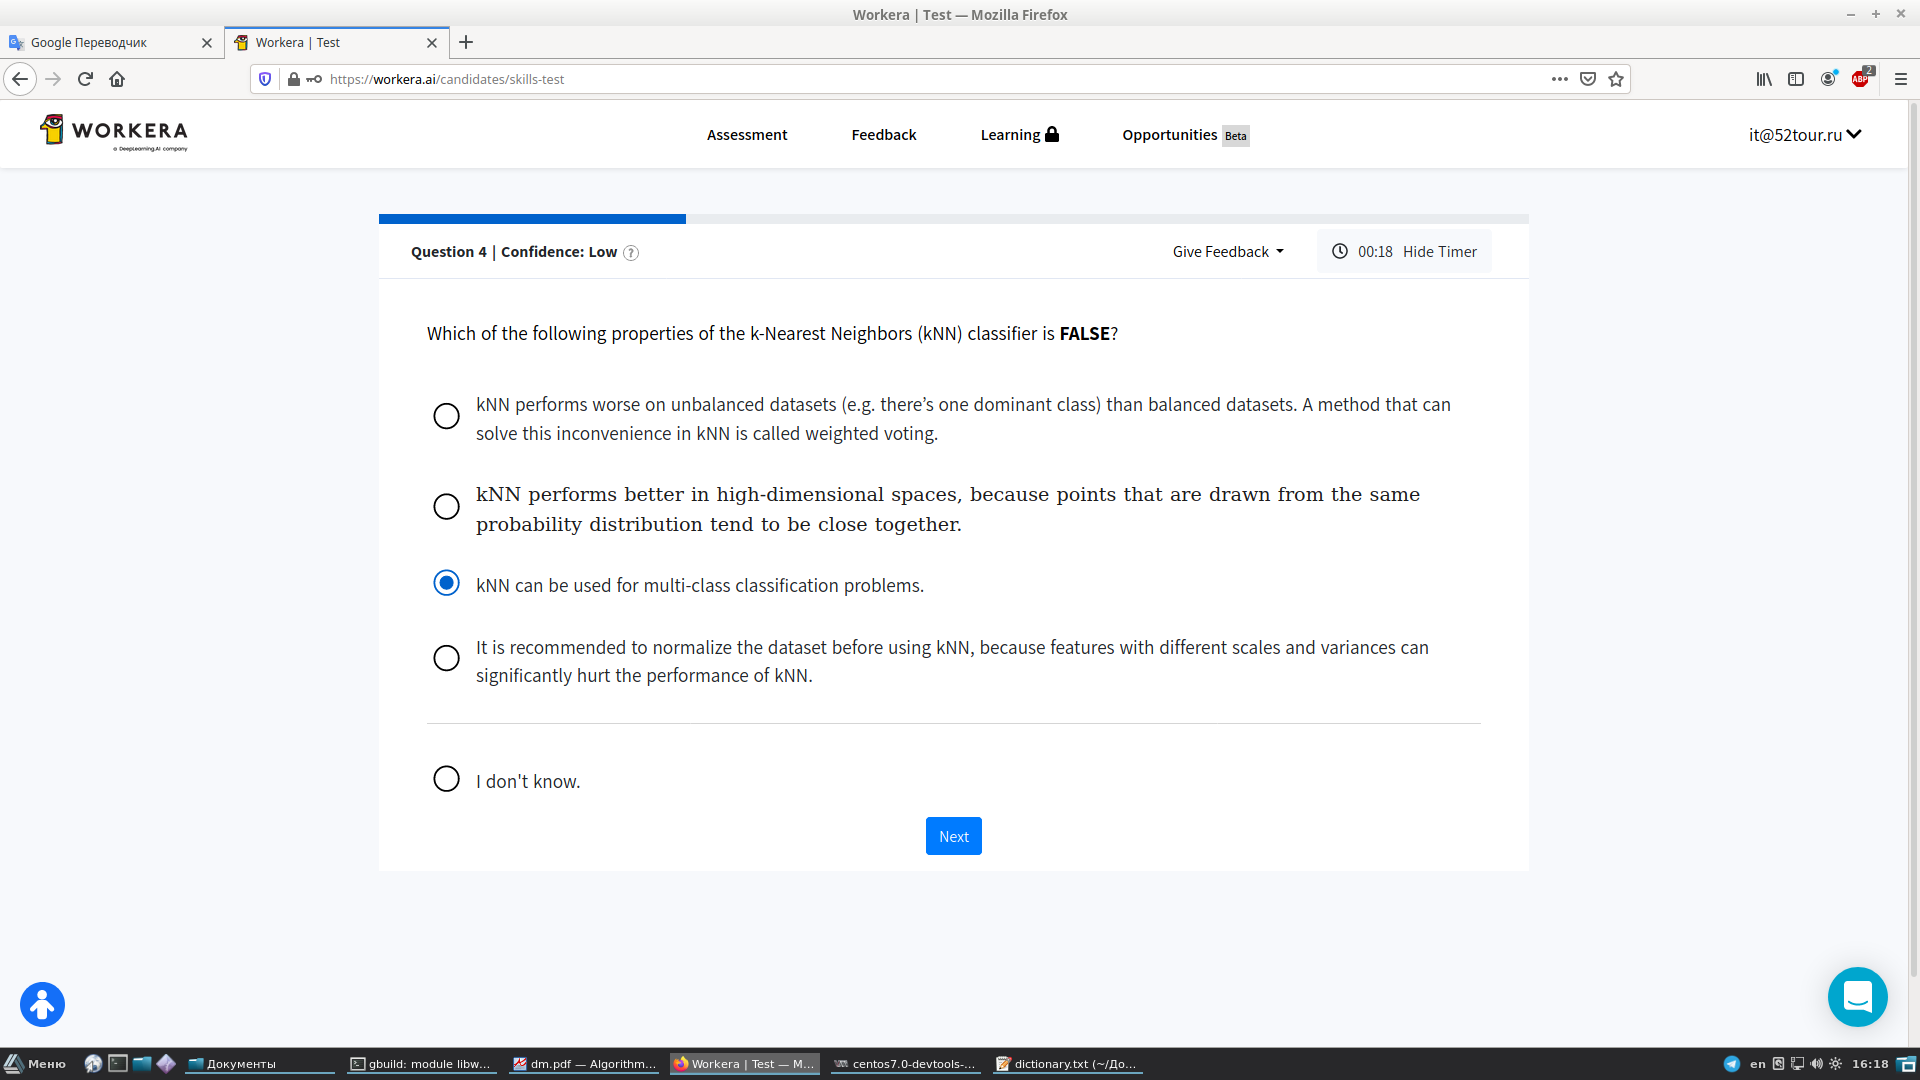 Workera | Test — Mozilla Firefox
Google Переводчик
Workera | Test
https://workera.ai/candidates/skills-test
ABP
2
WORKERA
a DeepLearning.AI company
Assessment
Feedback
Learning
Opportunities Beta
it@52tour.ru
Question 4 | Confidence: Low ?
Give Feedback
00:18 Hide Timer
Which of the following properties of the k-Nearest Neighbors (kNN) classifier is FALSE?
kNN performs worse on unbalanced datasets (e.g. there’s one dominant class) than balanced datasets. A method that can
solve this inconvenience in kNN is called weighted voting.
kNN performs better in high-dimensional spaces, because points that are drawn from the same
probability distribution tend to be close together.
kNN can be used for multi-class classification problems.
It is recommended to normalize the dataset before using kNN, because features with different scales and variances can
significantly hurt the performance of kNN.
I don't know.
Next
Меню
Документы
gbuild: module libw...
dm.pdf — Algorithm...
Workera | Test — M...
centos7.0-devtools-...
dictionary.txt (~/До...
en
16:18